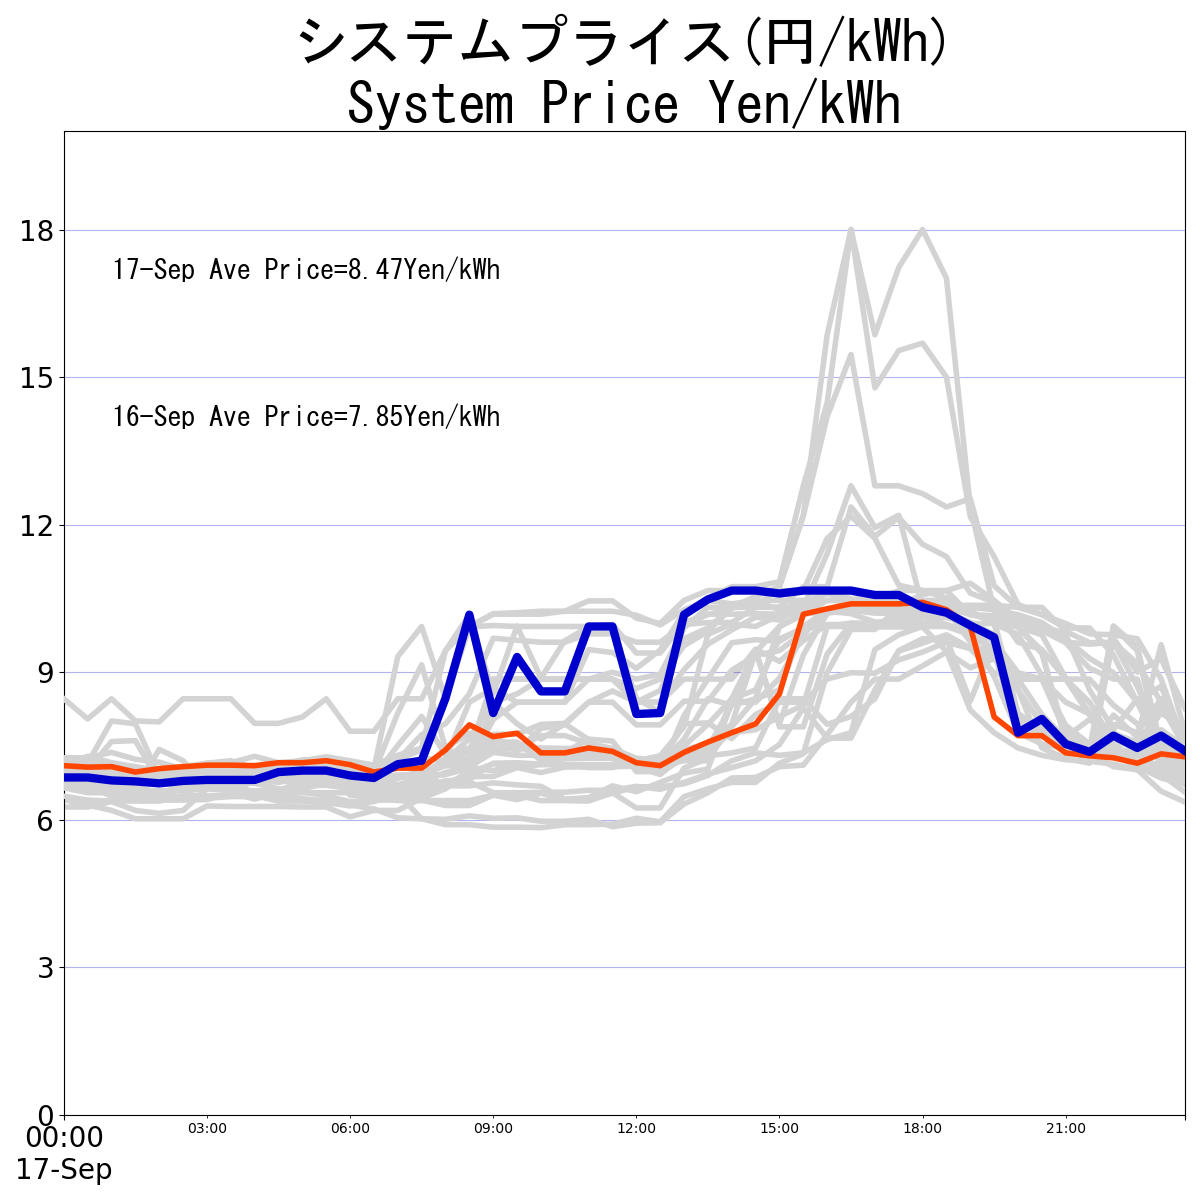 システムプライス(円/kWh)
System Price Yen/kWh
18
17-Sep Ave Price=8.47Yen/kWh
15
16-Sep Ave Price=7.85Yen/kWh
12
9
6
3
0
00:00 03:00 06:00 09:00 12:00 15:00 18:00 21:00
17-Sep